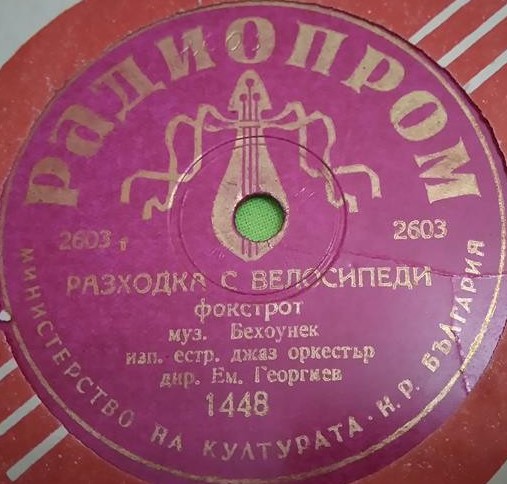 РАДИОПРОМ
2603
2603
РАЗХОДКА С ВЕЛОСИПЕДИ
фокстрот
муз. Бехоунек
изп. естр. джаз оркестър
дир. Ем. Георгиев
1448
МИНИСТЕРСТВО НА КУЛТУРАТА · Н. Р. БЪЛГАРИЯ